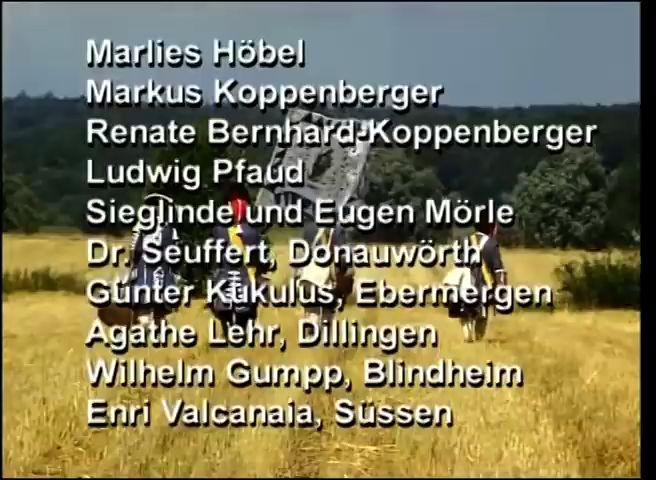 Marlies Höbel
Markus Koppenberger
Renate Bernhard-Koppenberger
Ludwig Pfaud
Sieglinde und Eugen Mörle
Dr. Seuffert, Donauwörth
Günter Kukulus, Ebermergen
Agathe Lehr, Dillingen
Wilhelm Gumpp, Blindheim
Enri Valcanaia, Süssen